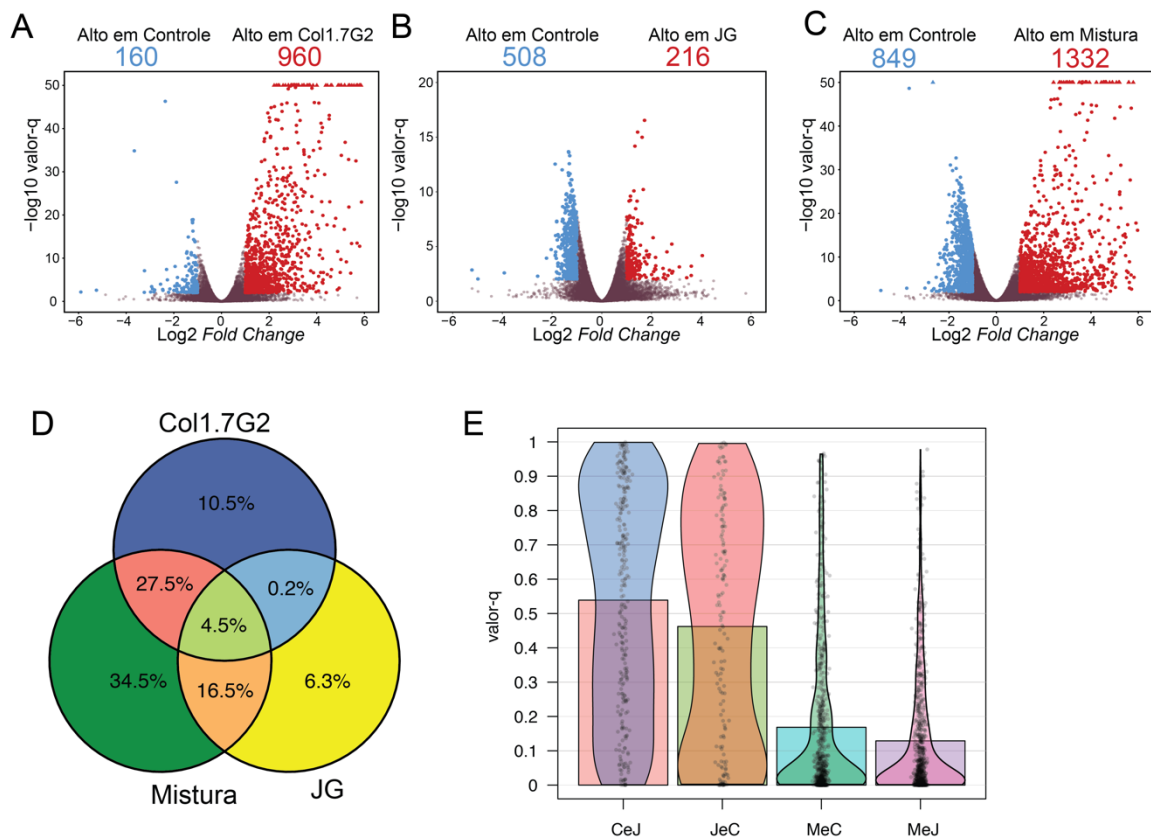 A
Alto em Controle Alto em Col1.7G2
160 960
−log10 valor-q
50
40
30
20
10
0
−6 −4 −2 0 2 4 6
Log2 Fold Change
B
Alto em Controle Alto em JG
508 216
−log10 valor-q
20
15
10
5
0
−6 −4 −2 0 2 4 6
Log2 Fold Change
C
Alto em Controle Alto em Mistura
849 1332
−log10 valor-q
50
40
30
20
10
0
−6 −4 −2 0 2 4 6
Log2 Fold Change
D
Col1.7G2
10.5%
27.5% 0.2%
4.5%
34.5% 16.5% 6.3%
Mistura JG
E
valor-q
1
0.9
0.8
0.7
0.6
0.5
0.4
0.3
0.2
0.1
0
CeJ JeC MeC MeJ